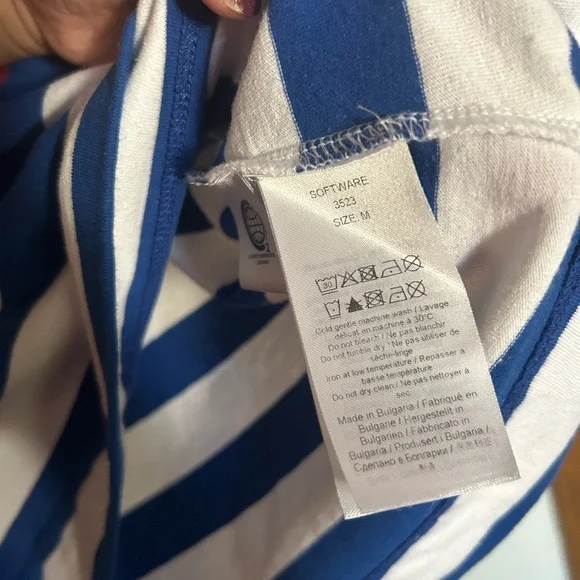 SOFTWARE
3523
SIZE: M
30
Cold gentle machine wash / Lavage
délicat en machine à 30°C
Do not bleach / Ne pas blanchir
Do not tumble dry / Ne pas utiliser de
sèche-linge
Iron at low temperature / Repasser à
basse température
Do not dry clean / Ne pas nettoyer à
sec
Made in Bulgaria / Fabriqué en
Bulgarie / Hergestellt in
Bulgarien / Fabbricato in
Bulgaria / Produsert i Bulgaria /
Сделано в Болгарии /